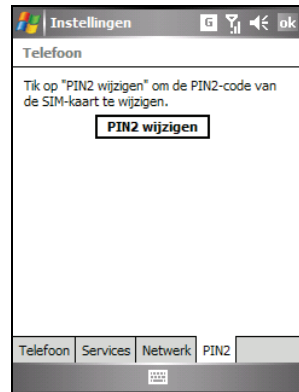 Instellingen G ok
Telefoon
Tik op "PIN2 wijzigen" om de PIN2-code van
de SIM-kaart te wijzigen.
PIN2 wijzigen
Telefoon Services Netwerk PIN2